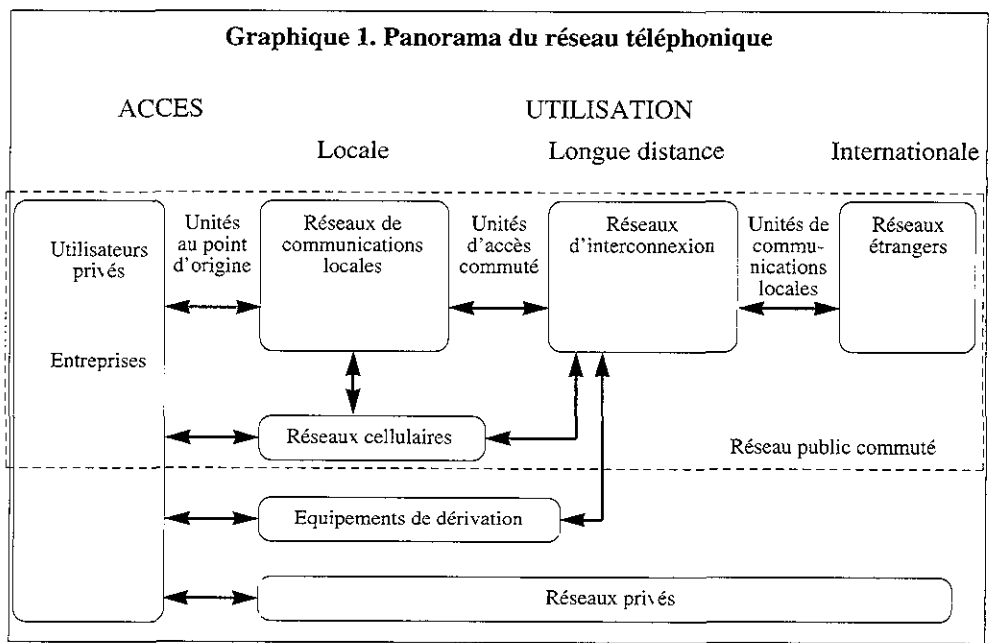 Graphique 1. Panorama du réseau téléphonique
ACCES
UTILISATION
Locale
Longue distance
Internationale
Utilisateurs
privés
Entreprises
Unités
au point
d'origine
Réseaux de
communications
locales
Unités
d'accès
commuté
Réseaux
d'interconnexion
Unités de
commu-
nications
locales
Réseaux
étrangers
Réseaux cellulaires
Réseau public commuté
Equipements de dérivation
Réseaux privés